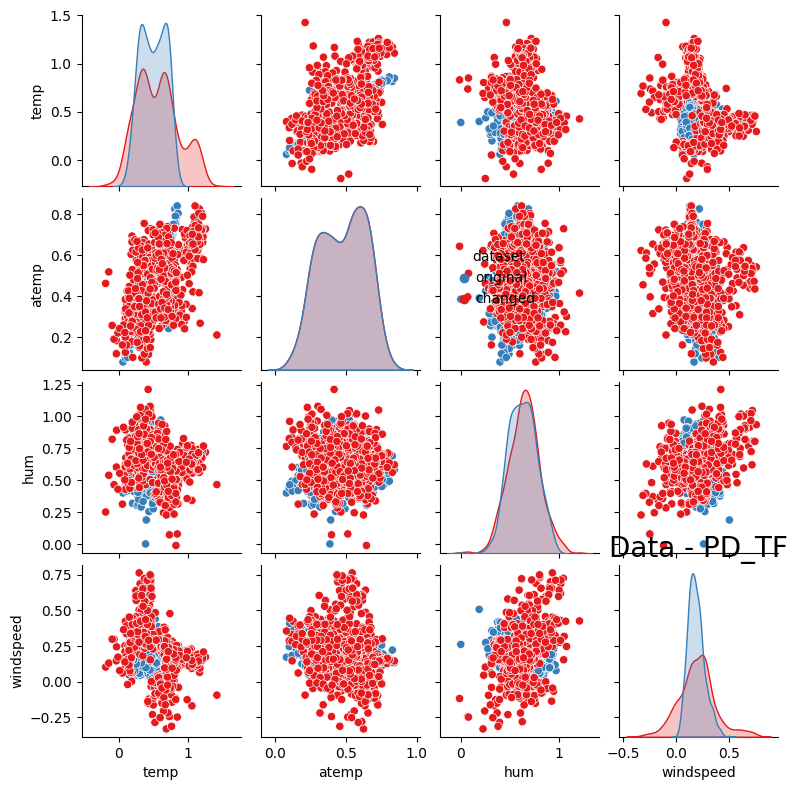 1.5
1.0
0.5
0.0
temp
0.8
0.6
0.4
0.2
atemp
dataset
original
changed
1.25
1.00
0.75
0.50
0.25
0.00
hum
Data - PD_TF
0.75
0.50
0.25
0.00
−0.25
windspeed
0 1 0.0 0.5 1.0 0 1 −0.5 0.0 0.5
temp atemp hum windspeed